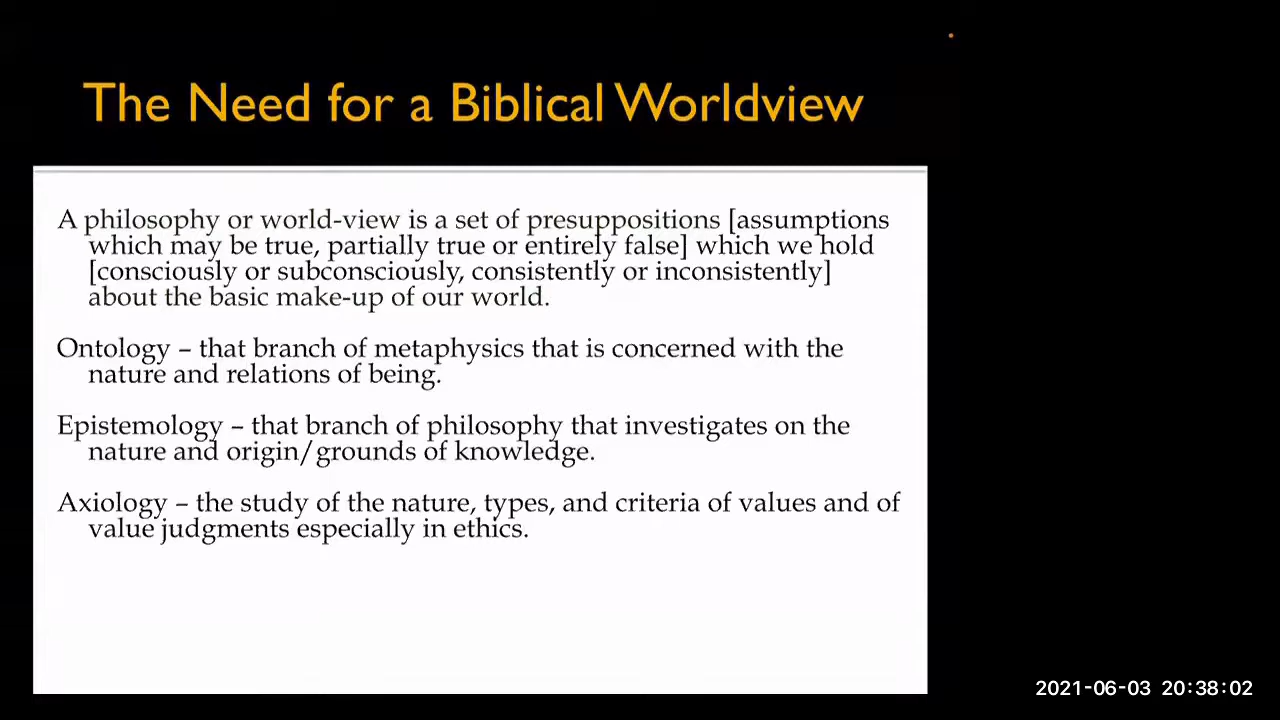 The Need for a Biblical Worldview
A philosophy or world-view is a set of presuppositions [assumptions
which may be true, partially true or entirely false] which we hold
[consciously or subconsciously, consistently or inconsistently]
about the basic make-up of our world.
Ontology – that branch of metaphysics that is concerned with the
nature and relations of being.
Epistemology – that branch of philosophy that investigates on the
nature and origin/grounds of knowledge.
Axiology – the study of the nature, types, and criteria of values and of
value judgments especially in ethics.
2021-06-03 20:38:02